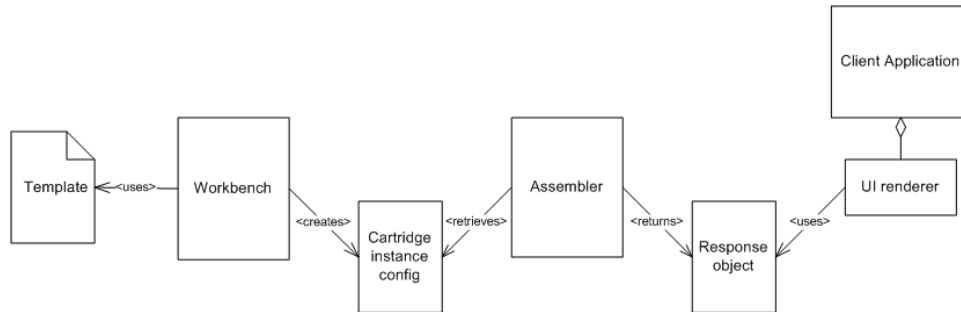 Client Application
Template
<uses>
Workbench
Assembler
UI renderer
<creates>
<retrieves>
<returns>
<uses>
Cartridge
instance
config
Response
object